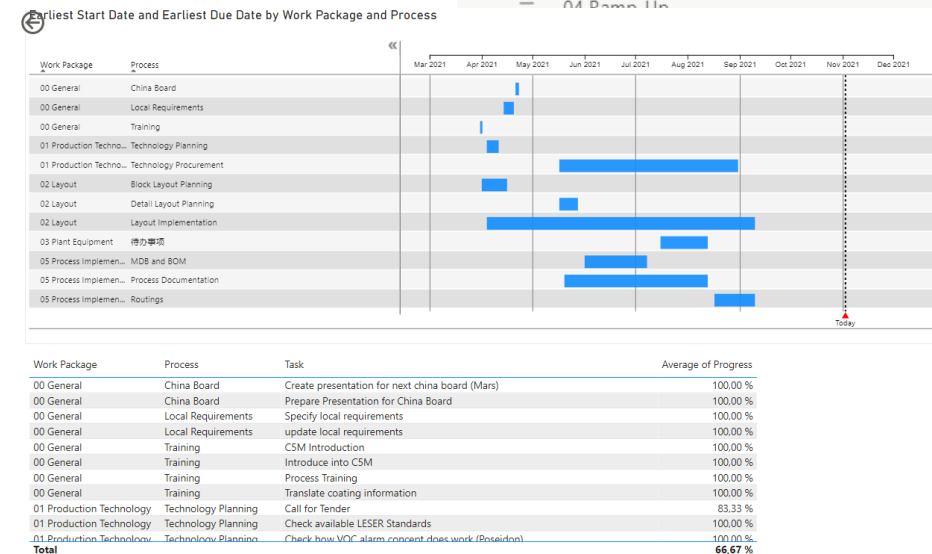 04 Ramp Up
Earliest Start Date and Earliest Due Date by Work Package and Process
Work Package Process Mar 2021 Apr 2021 May 2021 Jun 2021 Jul 2021 Aug 2021 Sep 2021 Oct 2021 Nov 2021 Dec 2021
00 General China Board
00 General Local Requirements
00 General Training
01 Production Techno... Technology Planning
01 Production Techno... Technology Procurement
02 Layout Block Layout Planning
02 Layout Detail Layout Planning
02 Layout Layout Implementation
03 Plant Equipment 待办事项
05 Process Implemen... MDB and BOM
05 Process Implemen... Process Documentation
05 Process Implemen... Routings
Today
Work Package Process Task Average of Progress
00 General China Board Create presentation for next china board (Mars) 100,00 %
00 General China Board Prepare Presentation for China Board 100,00 %
00 General Local Requirements Specify local requirements 100,00 %
00 General Local Requirements update local requirements 100,00 %
00 General Training C5M Introduction 100,00 %
00 General Training Introduce into C5M 100,00 %
00 General Training Process Training 100,00 %
00 General Training Translate coating information 100,00 %
01 Production Technology Technology Planning Call for Tender 83,33 %
01 Production Technology Technology Planning Check available LESER Standards 100,00 %
01 Production Technology Technology Planning Check how VOC alarm concept does work (Poseidon) 100,00 %
Total 66,67 %